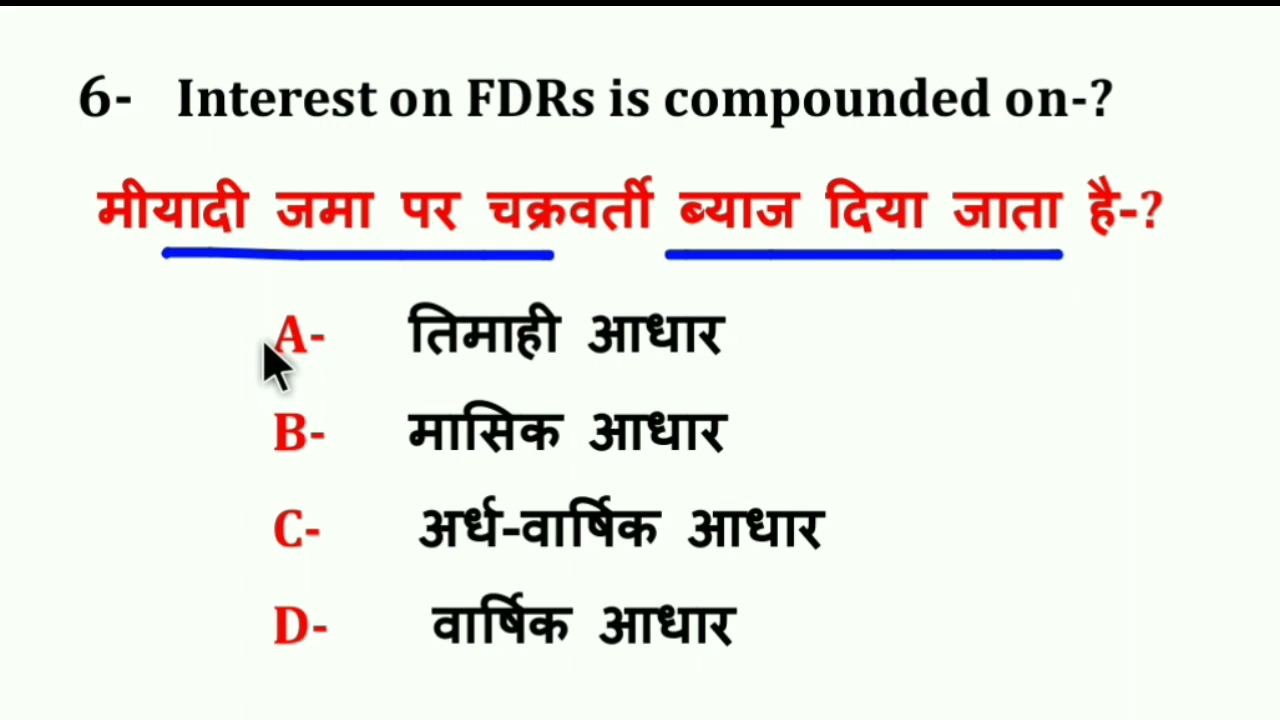 6- Interest on FDRs is compounded on-?
मीयादी जमा पर चक्रवर्ती ब्याज दिया जाता है-?
A- तिमाही आधार
B- मासिक आधार
C- अर्ध-वार्षिक आधार
D- वार्षिक आधार